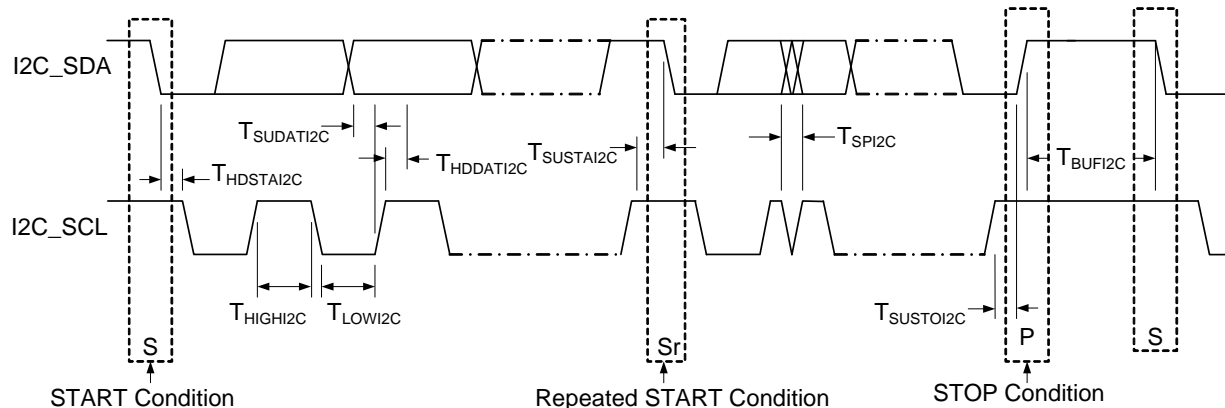 I2C_SDA
T_SUDATI2C
T_HDDATI2C
T_SUSTAI2C
T_SPI2C
T_BUFI2C
T_HDSTAI2C
I2C_SCL
T_HIGHI2C
T_LOWI2C
T_SUSTOI2C
S
Sr
P
S
START Condition
Repeated START Condition
STOP Condition